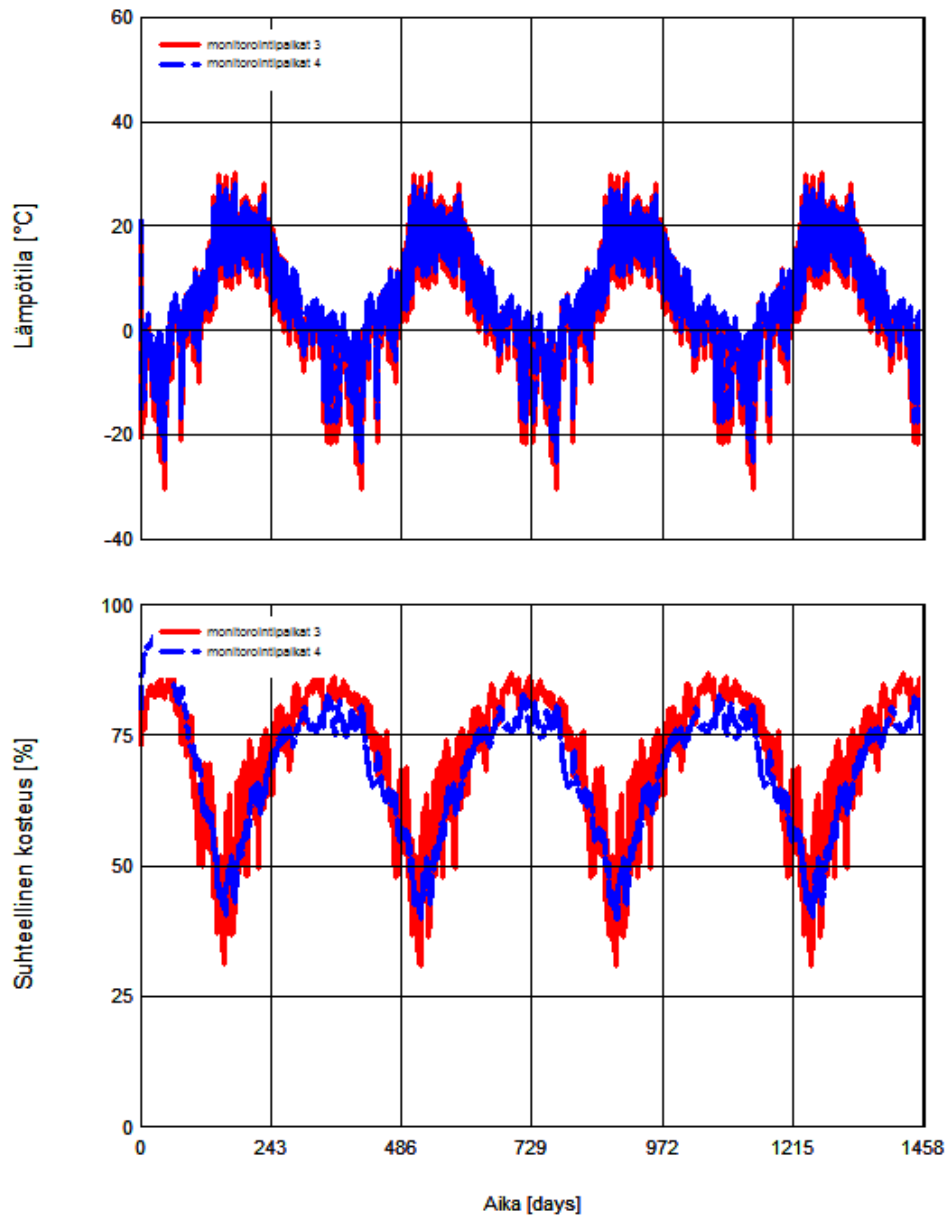 60
40
20
0
-20
-40
Lämpötila [°C]
monitorointipaikat 3
monitorointipaikat 4
100
75
50
25
0
Suhteellinen kosteus [%]
monitorointipaikat 3
monitorointipaikat 4
0 243 486 729 972 1215 1458
Aika [days]